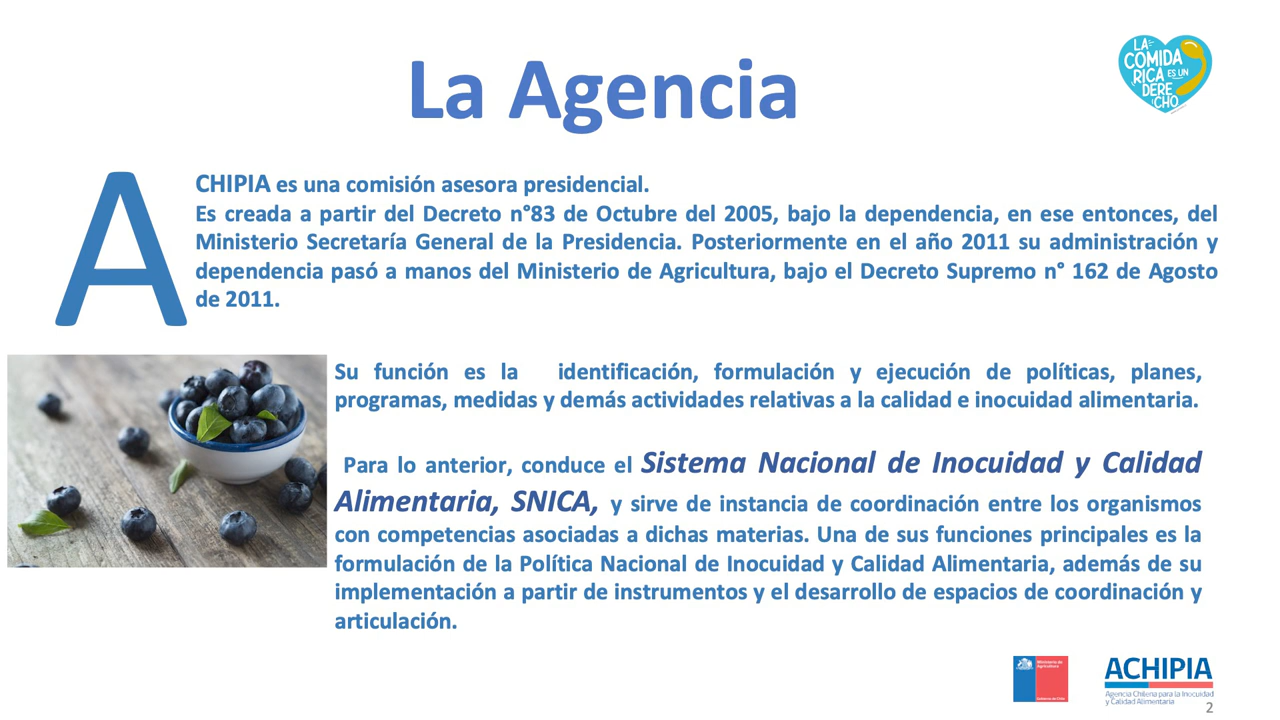 La Agencia
LA
COMIDA
RICA ES UN
DERE
CHO
ACHIPIA es una comisión asesora presidencial.
Es creada a partir del Decreto n°83 de Octubre del 2005, bajo la dependencia, en ese entonces, del
Ministerio Secretaría General de la Presidencia. Posteriormente en el año 2011 su administración y
dependencia pasó a manos del Ministerio de Agricultura, bajo el Decreto Supremo n° 162 de Agosto
de 2011.
Su función es la identificación, formulación y ejecución de políticas, planes,
programas, medidas y demás actividades relativas a la calidad e inocuidad alimentaria.
Para lo anterior, conduce el Sistema Nacional de Inocuidad y Calidad
Alimentaria, SNICA, y sirve de instancia de coordinación entre los organismos
con competencias asociadas a dichas materias. Una de sus funciones principales es la
formulación de la Política Nacional de Inocuidad y Calidad Alimentaria, además de su
implementación a partir de instrumentos y el desarrollo de espacios de coordinación y
articulación.
Ministerio de
Agricultura
Gobierno de Chile
ACHIPIA
Agencia Chilena para la Inocuidad
y Calidad Alimentaria
2